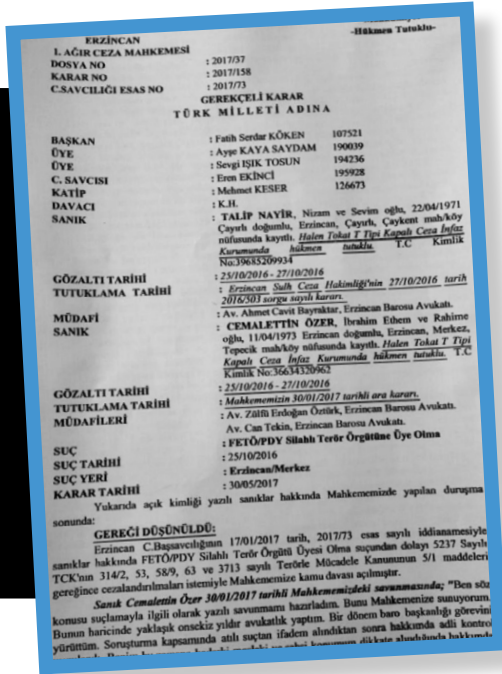 -Hükmen Tutuklu-
ERZİNCAN
1. AĞIR CEZA MAHKEMESİ
DOSYA NO : 2017/37
KARAR NO : 2017/158
C.SAVCILIĞI ESAS NO : 2017/73
GEREKÇELİ KARAR
TÜRK MİLLETİ ADINA
BAŞKAN : Fatih Serdar KÖKEN 107521
ÜYE : Ayşe KAYA SAYDAM 190039
ÜYE : Sevgi IŞIK TOSUN 194236
C. SAVCISI : Eren EKİNCİ 195928
KATİP : Mehmet KESER 126673
DAVACI : K.H.
SANIK : TALİP NAYİR, Nizam ve Sevim oğlu, 22/04/1971
Çayırlı doğumlu, Erzincan, Çayırlı, Çaykent mah/köy
nüfusunda kayıtlı. Halen Tokat T Tipi Kapalı Ceza İnfaz
Kurumunda hükmen tutuklu. T.C Kimlik
No:39685209934
GÖZALTI TARİHİ : 25/10/2016 - 27/10/2016
TUTUKLAMA TARİHİ : Erzincan Sulh Ceza Hakimliği'nin 27/10/2016 tarih
2016/503 sorgu sayılı kararı.
MÜDAFİ : Av. Ahmet Cavit Bayraktar, Erzincan Barosu Avukatı.
SANIK : CEMALETTİN ÖZER, İbrahim Ethem ve Rahime
oğlu, 11/04/1973 Erzincan doğumlu, Erzincan, Merkez,
Tepecik mah/köy nüfusunda kayıtlı. Halen Tokat T Tipi
Kapalı Ceza İnfaz Kurumunda hükmen tutuklu. T.C
Kimlik No:36634320962
GÖZALTI TARİHİ : 25/10/2016 - 27/10/2016
TUTUKLAMA TARİHİ : Mahkememizin 30/01/2017 tarihli ara kararı.
MÜDAFİLERİ : Av. Zülfü Erdoğan Öztürk, Erzincan Barosu Avukatı.
Av. Can Tekin, Erzincan Barosu Avukatı.
SUÇ : FETÖ/PDY Silahlı Terör Örgütüne Üye Olma
SUÇ TARİHİ : 25/10/2016
SUÇ YERİ : Erzincan/Merkez
KARAR TARİHİ : 30/05/2017
Yukarıda açık kimliği yazılı sanıklar hakkında Mahkememizde yapılan duruşma
sonunda:
GEREĞİ DÜŞÜNÜLDÜ:
Erzincan C.Başsavcılığının 17/01/2017 tarih, 2017/73 esas sayılı iddianamesiyle
sanıklar hakkında FETÖ/PDY Silahlı Terör Örgütü Üyesi Olma suçundan dolayı 5237 Sayılı
TCK'nın 314/2, 53, 58/9, 63 ve 3713 sayılı Terörle Mücadele Kanununun 5/1 maddeleri
gereğince cezalandırılmaları istemiyle Mahkememize kamu davası açılmıştır.
Sanık Cemalettin Özer 30/01/2017 tarihli Mahkememizdeki savunmasında; "Ben söz
konusu suçlamayla ilgili olarak yazılı savunmamı hazırladım. Bunu Mahkemenize sunuyorum.
Bunun haricinde yaklaşık onsekiz yıldır avukatlık yaptım. Bir dönem baro başkanlığı görevini
yürüttüm. Soruşturma kapsamında atılı suçtan ifadem alındıktan sonra hakkımda adli kontrol